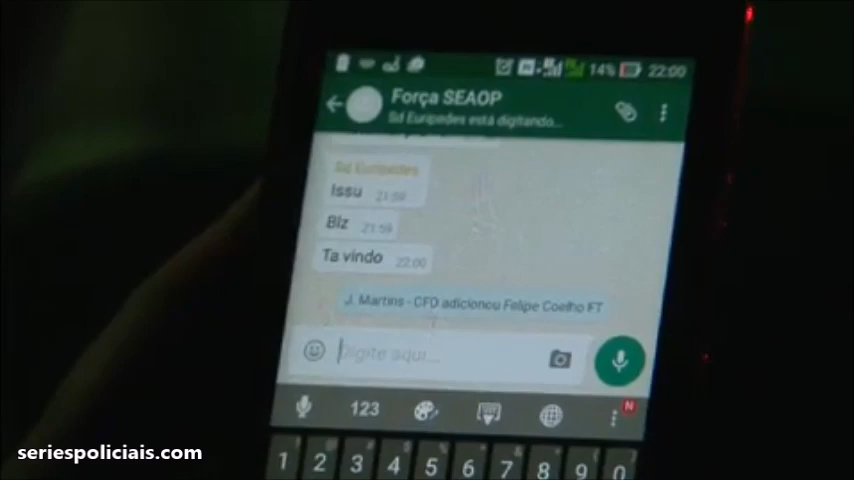 14% 22:00
Força SEAOP
Sd Euripedes está digitando...
Sd Euripedes
Issu 21:59
Blz 21:59
Ta vindo 22:00
J. Martins - CFO adicionou Felipe Coelho FT
Digite aqui...
123
N
1 2 3 4 5 6 7 8 9 0
seriespoliciais.com